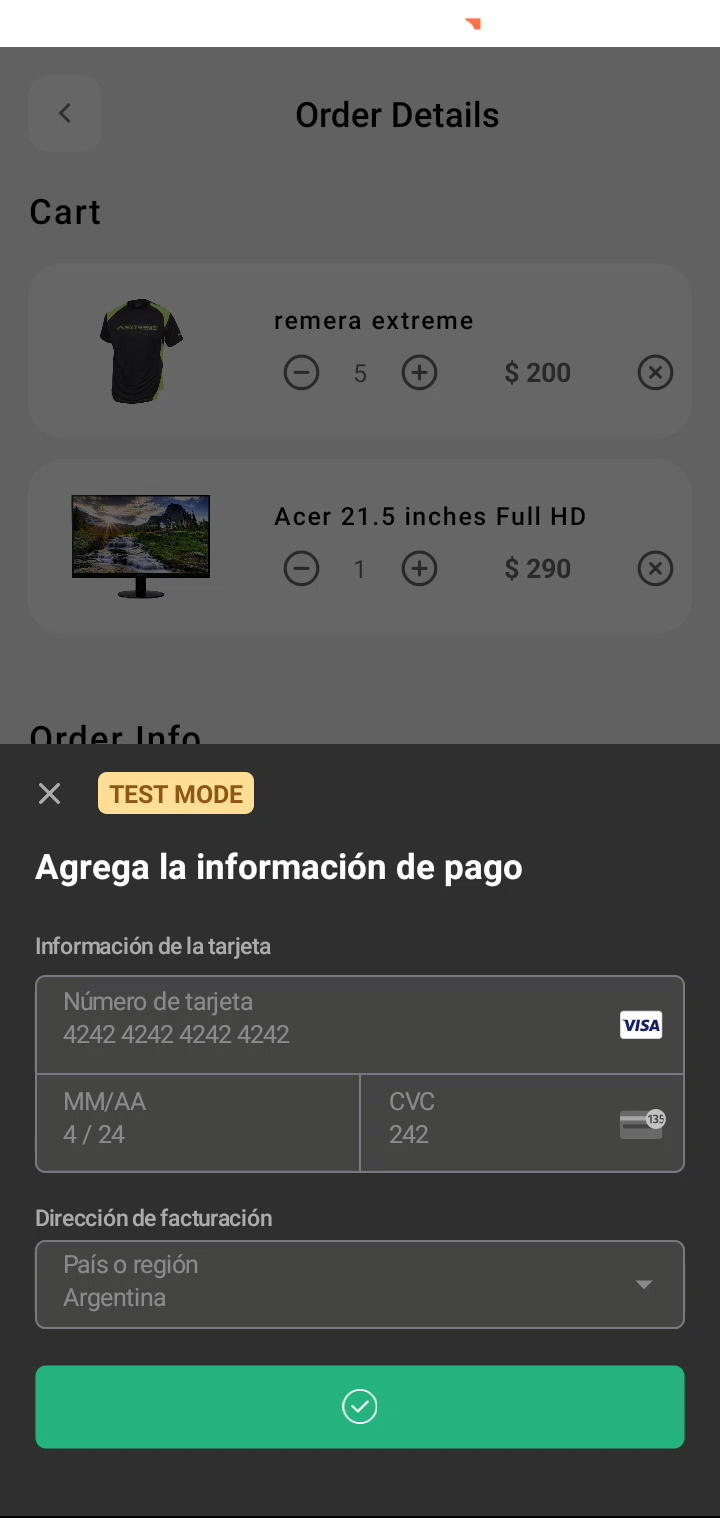 Order Details
Cart
remera extreme
5
$ 200
Acer 21.5 inches Full HD
1
$ 290
Order Info
TEST MODE
Agrega la información de pago
Información de la tarjeta
Número de tarjeta
4242 4242 4242 4242
VISA
MM/AA
4 / 24
CVC
242
135
Dirección de facturación
País o región
Argentina